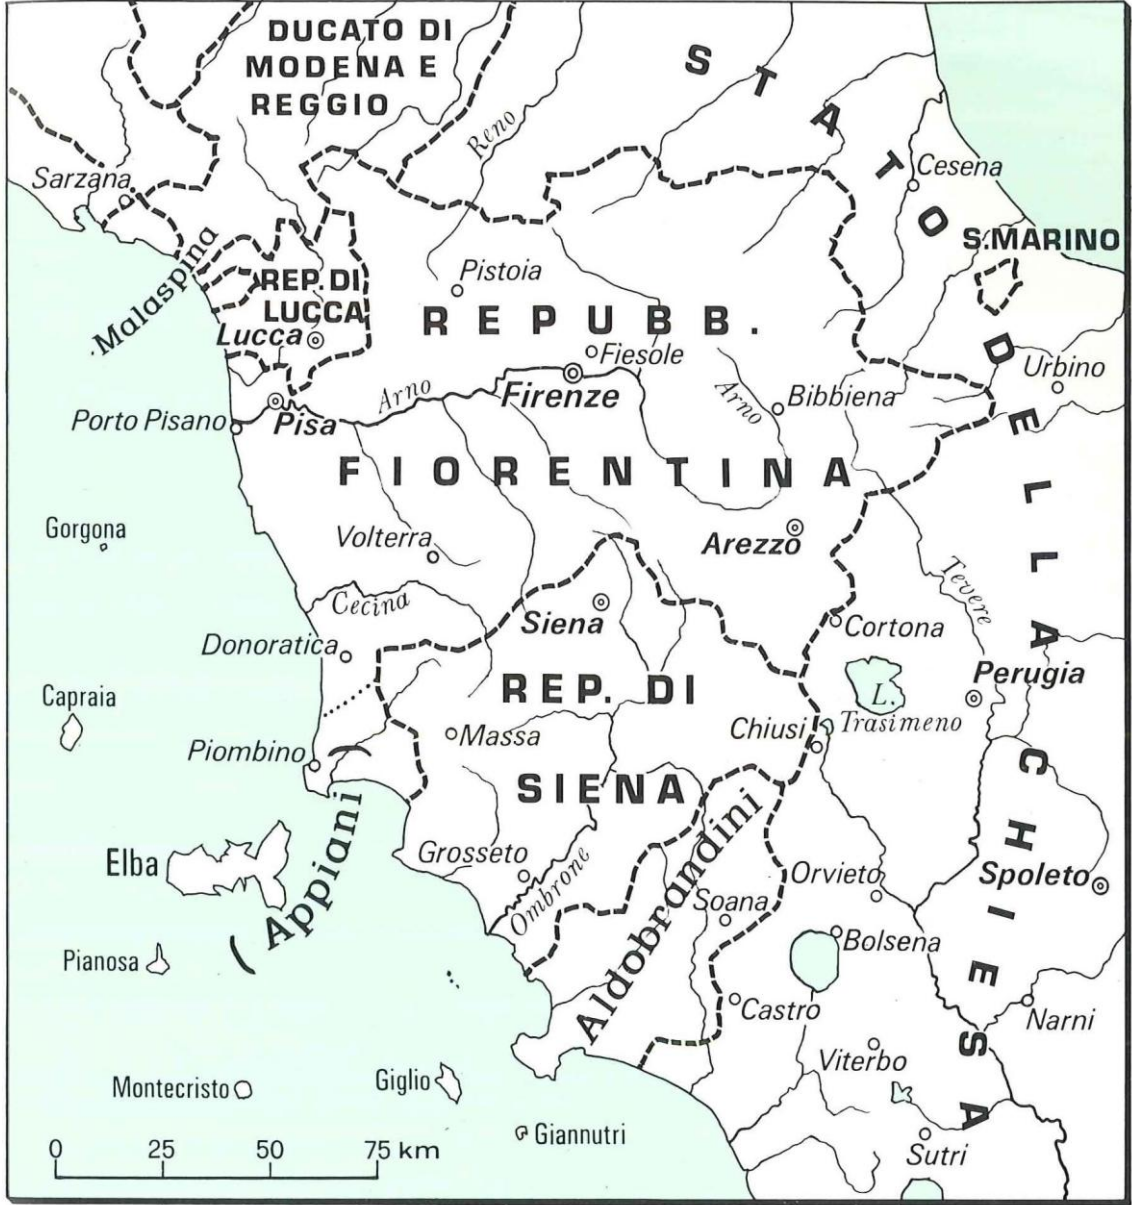 DUCATO DI
MODENA E
REGGIO
STATO DELLA CHIESA
Reno
Cesena
Sarzana
S.MARINO
Malaspina
REP. DI
LUCCA
Pistoia
REPUBB.
Lucca
Fiesole
Urbino
Arno
Firenze
Arno
Bibbiena
Porto Pisano
Pisa
FIORENTINA
Gorgona
Volterra
Arezzo
Tevere
Cecina
Siena
Cortona
Donoratica
Perugia
Capraia
REP. DI
L.
Trasimeno
Chiusi
Massa
Piombino
SIENA
Appiani
Aldobrandini
Elba
Grosseto
Ombrone
Orvieto
Spoleto
Soana
Bolsena
Pianosa
Castro
Narni
Viterbo
Montecristo
Giglio
Giannutri
Sutri
0 25 50 75 km